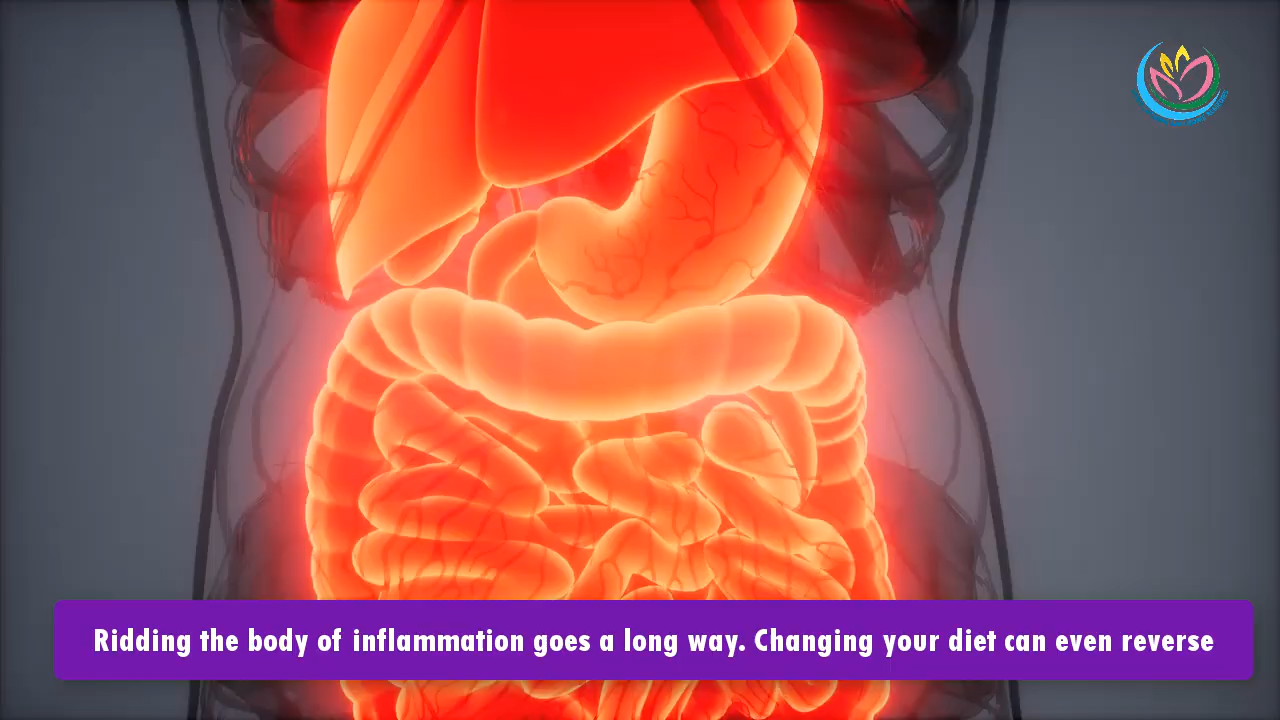 Ridding the body of inflammation goes a long way. Changing your diet can even reverse